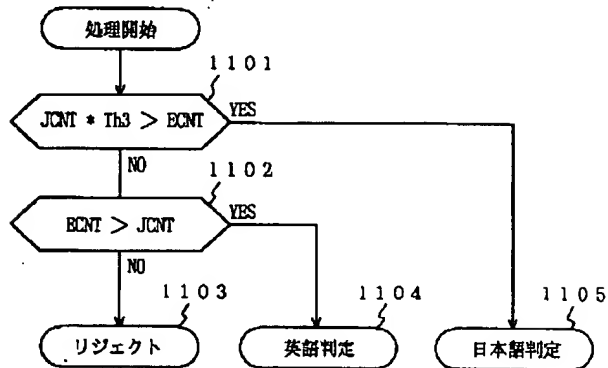 処理開始
1101
JCNT * Th3 > ECNT
YES
NO
1102
ECNT > JCNT
YES
NO
1103
1104
1105
リジェクト
英語判定
日本語判定